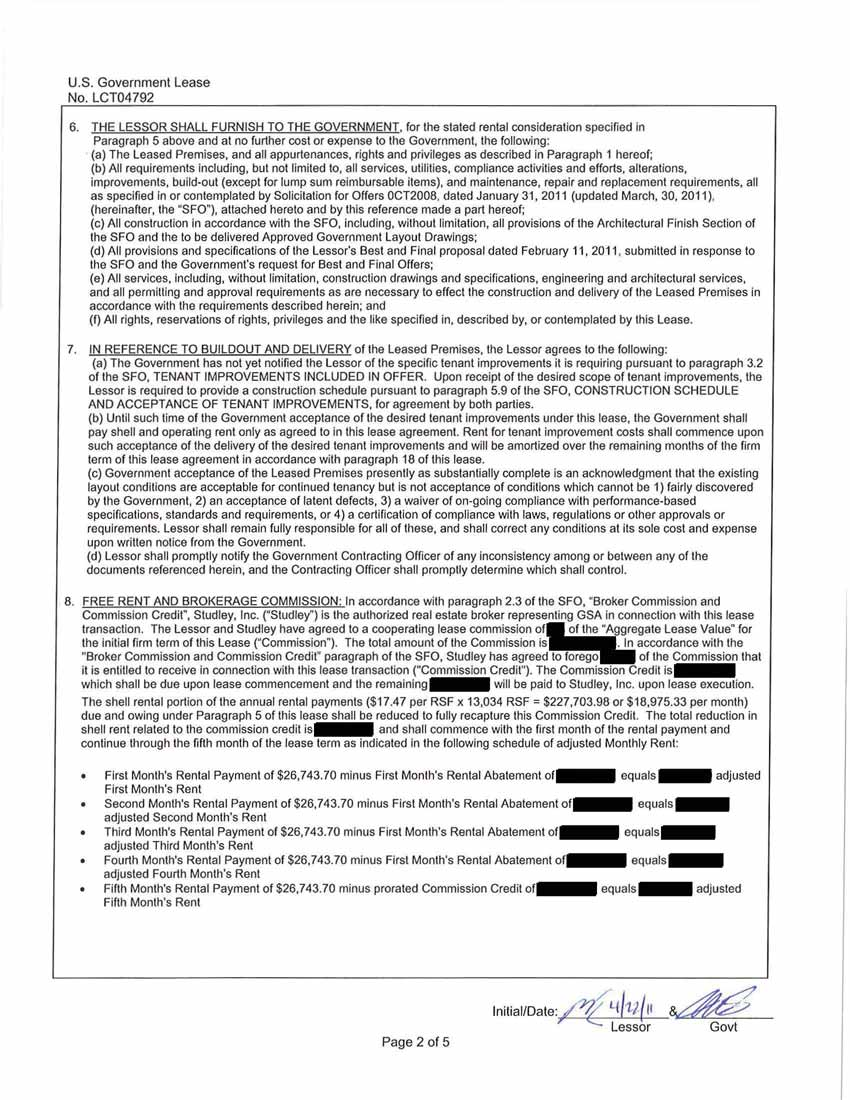 U.S. Government Lease
No. LCT04792
6. THE LESSOR SHALL FURNISH TO THE GOVERNMENT, for the stated rental consideration specified in
Paragraph 5 above and at no further cost or expense to the Government, the following:
(a) The Leased Premises, and all appurtenances, rights and privileges as described in Paragraph 1 hereof;
(b) All requirements including, but not limited to, all services, utilities, compliance activities and efforts, alterations,
improvements, build-out (except for lump sum reimbursable items), and maintenance, repair and replacement requirements, all
as specified in or contemplated by Solicitation for Offers 0CT2008, dated January 31, 2011 (updated March, 30, 2011),
(hereinafter, the “SFO”), attached hereto and by this reference made a part hereof;
(c) All construction in accordance with the SFO, including, without limitation, all provisions of the Architectural Finish Section of
the SFO and the to be delivered Approved Government Layout Drawings;
(d) All provisions and specifications of the Lessor's Best and Final proposal dated February 11, 2011, submitted in response to
the SFO and the Government's request for Best and Final Offers;
(e) All services, including, without limitation, construction drawings and specifications, engineering and architectural services,
and all permitting and approval requirements as are necessary to effect the construction and delivery of the Leased Premises in
accordance with the requirements described herein; and
(f) All rights, reservations of rights, privileges and the like specified in, described by, or contemplated by this Lease.
7. IN REFERENCE TO BUILDOUT AND DELIVERY of the Leased Premises, the Lessor agrees to the following:
(a) The Government has not yet notified the Lessor of the specific tenant improvements it is requiring pursuant to paragraph 3.2
of the SFO, TENANT IMPROVEMENTS INCLUDED IN OFFER. Upon receipt of the desired scope of tenant improvements, the
Lessor is required to provide a construction schedule pursuant to paragraph 5.9 of the SFO, CONSTRUCTION SCHEDULE
AND ACCEPTANCE OF TENANT IMPROVEMENTS, for agreement by both parties.
(b) Until such time of the Government acceptance of the desired tenant improvements under this lease, the Government shall
pay shell and operating rent only as agreed to in this lease agreement. Rent for tenant improvement costs shall commence upon
such acceptance of the delivery of the desired tenant improvements and will be amortized over the remaining months of the firm
term of this lease agreement in accordance with paragraph 18 of this lease.
(c) Government acceptance of the Leased Premises presently as substantially complete is an acknowledgment that the existing
layout conditions are acceptable for continued tenancy but is not acceptance of conditions which cannot be 1) fairly discovered
by the Government, 2) an acceptance of latent defects, 3) a waiver of on-going compliance with performance-based
specifications, standards and requirements, or 4) a certification of compliance with laws, regulations or other approvals or
requirements. Lessor shall remain fully responsible for all of these, and shall correct any conditions at its sole cost and expense
upon written notice from the Government.
(d) Lessor shall promptly notify the Government Contracting Officer of any inconsistency among or between any of the
documents referenced herein, and the Contracting Officer shall promptly determine which shall control.
8. FREE RENT AND BROKERAGE COMMISSION: In accordance with paragraph 2.3 of the SFO, “Broker Commission and
Commission Credit”, Studley, Inc. (“Studley”) is the authorized real estate broker representing GSA in connection with this lease
transaction. The Lessor and Studley have agreed to a cooperating lease commission of of the “Aggregate Lease Value” for
the initial firm term of this Lease (“Commission”). The total amount of the Commission is . In accordance with the
“Broker Commission and Commission Credit” paragraph of the SFO, Studley has agreed to forego of the Commission that
it is entitled to receive in connection with this lease transaction (“Commission Credit”). The Commission Credit is
which shall be due upon lease commencement and the remaining will be paid to Studley, Inc. upon lease execution.
The shell rental portion of the annual rental payments ($17.47 per RSF x 13,034 RSF = $227,703.98 or $18,975.33 per month)
due and owing under Paragraph 5 of this lease shall be reduced to fully recapture this Commission Credit. The total reduction in
shell rent related to the commission credit is and shall commence with the first month of the rental payment and
continue through the fifth month of the lease term as indicated in the following schedule of adjusted Monthly Rent:
• First Month's Rental Payment of $26,743.70 minus First Month's Rental Abatement of equals adjusted
First Month's Rent
• Second Month's Rental Payment of $26,743.70 minus First Month's Rental Abatement of equals
adjusted Second Month's Rent
• Third Month's Rental Payment of $26,743.70 minus First Month's Rental Abatement of equals
adjusted Third Month's Rent
• Fourth Month's Rental Payment of $26,743.70 minus First Month's Rental Abatement of equals
adjusted Fourth Month's Rent
• Fifth Month's Rental Payment of $26,743.70 minus prorated Commission Credit of equals adjusted
Fifth Month's Rent
Initial/Date: 4/22/11 &
Lessor Govt
Page 2 of 5